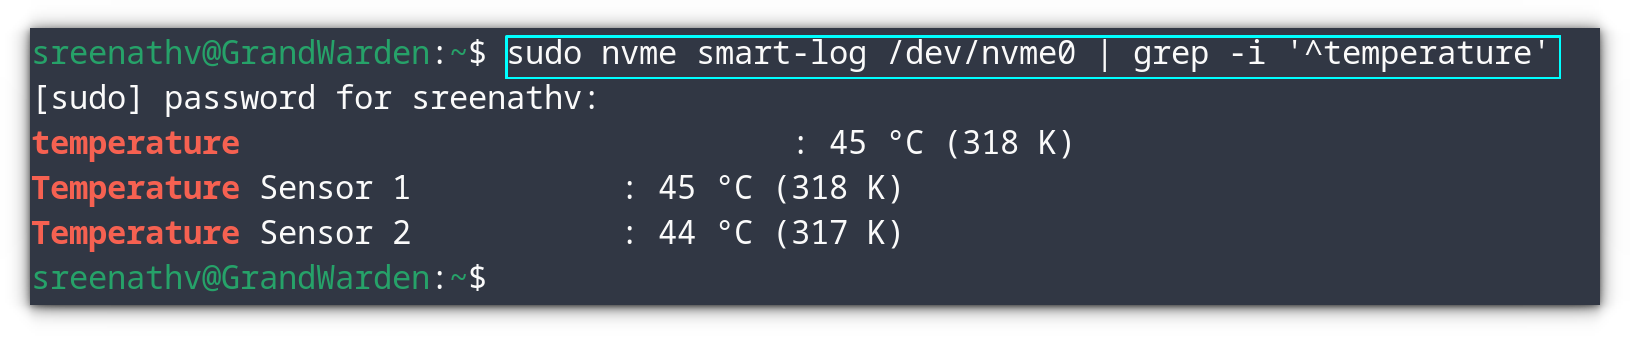 sreenathv@GrandWarden:~$ sudo nvme smart-log /dev/nvme0 | grep -i '^temperature'
[sudo] password for sreenathv:
temperature                             : 45 °C (318 K)
Temperature Sensor 1           : 45 °C (318 K)
Temperature Sensor 2           : 44 °C (317 K)
sreenathv@GrandWarden:~$